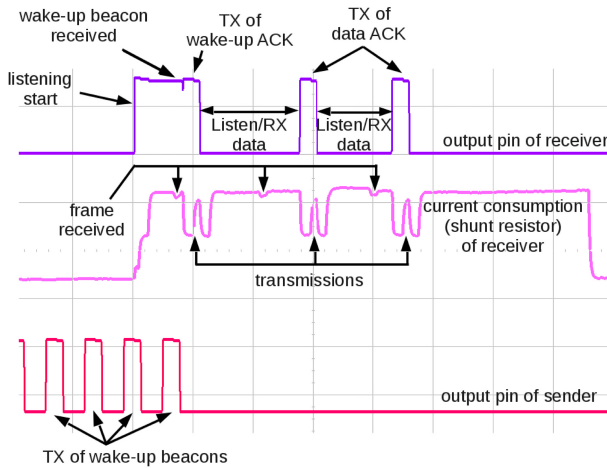 wake-up beacon
received
TX of
wake-up ACK
TX of
data ACK
listening
start
Listen/RX
data
Listen/RX
data
output pin of receiver
frame
received
current consumption
(shunt resistor)
of receiver
transmissions
output pin of sender
TX of wake-up beacons